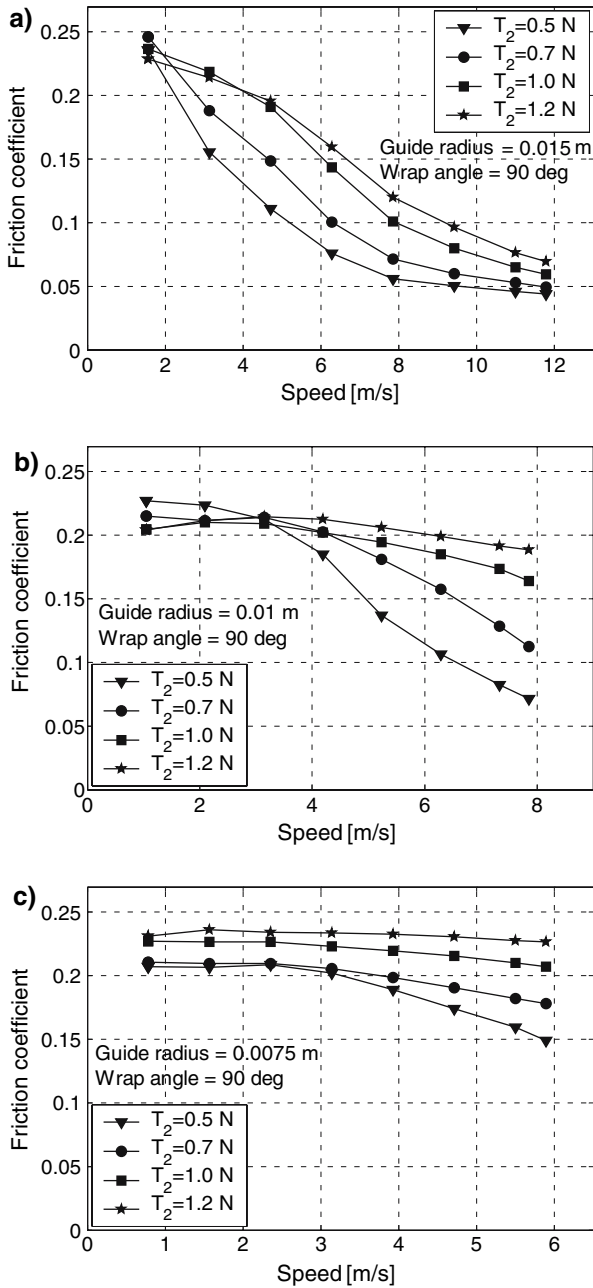 a)
0.25
0.2
0.15
0.1
0.05
0
Friction coefficient
T2=0.5 N
T2=0.7 N
T2=1.0 N
T2=1.2 N
Guide radius = 0.015 m
Wrap angle = 90 deg
0 2 4 6 8 10 12
Speed [m/s]
b)
0.25
0.2
0.15
0.1
0.05
0
Friction coefficient
Guide radius = 0.01 m
Wrap angle = 90 deg
T2=0.5 N
T2=0.7 N
T2=1.0 N
T2=1.2 N
0 2 4 6 8
Speed [m/s]
c)
0.25
0.2
0.15
0.1
0.05
0
Friction coefficient
Guide radius = 0.0075 m
Wrap angle = 90 deg
T2=0.5 N
T2=0.7 N
T2=1.0 N
T2=1.2 N
0 1 2 3 4 5 6
Speed [m/s]